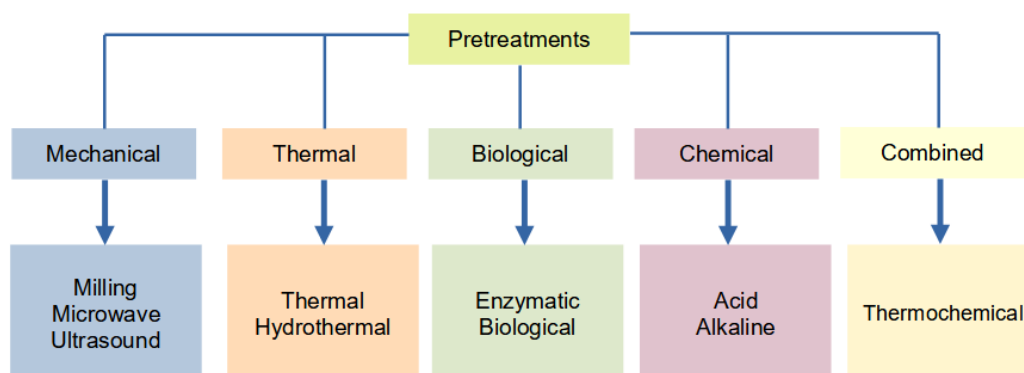 Pretreatments
Mechanical
Thermal
Biological
Chemical
Combined
Milling
Microwave
Ultrasound
Thermal
Hydrothermal
Enzymatic
Biological
Acid
Alkaline
Thermochemical